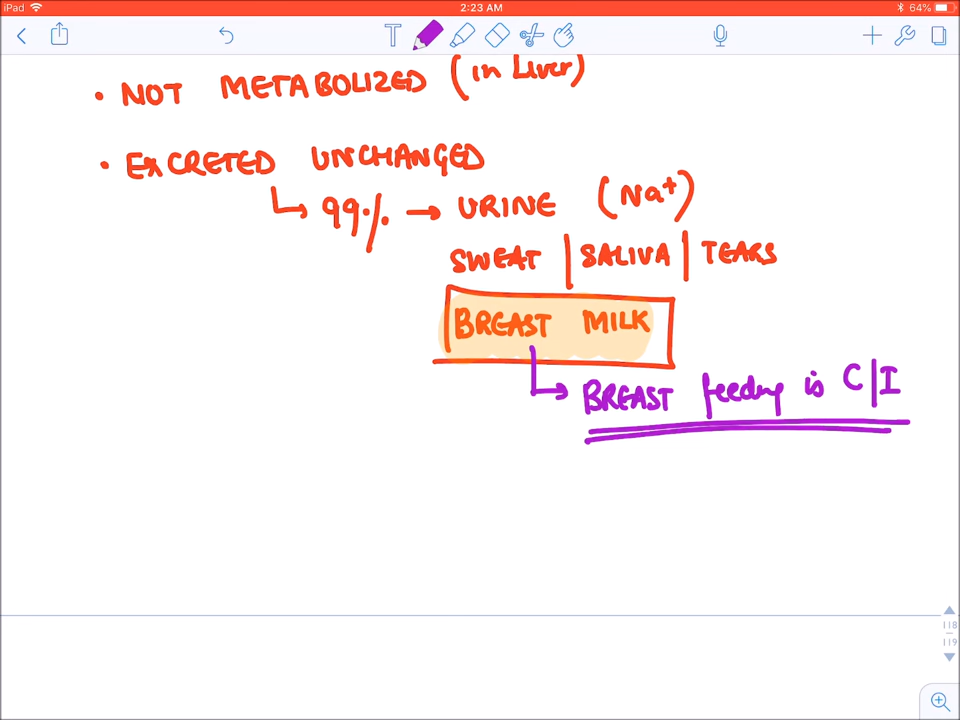 iPad 2:23 AM 64%
T
• NOT METABOLIZED (in Liver)
• ExCRETED UNCHANGED
99% → URINE (Na+)
SWEAT | SALIVA | TEARS
BREAST MILK
BREAST feeding is C/I
118
119